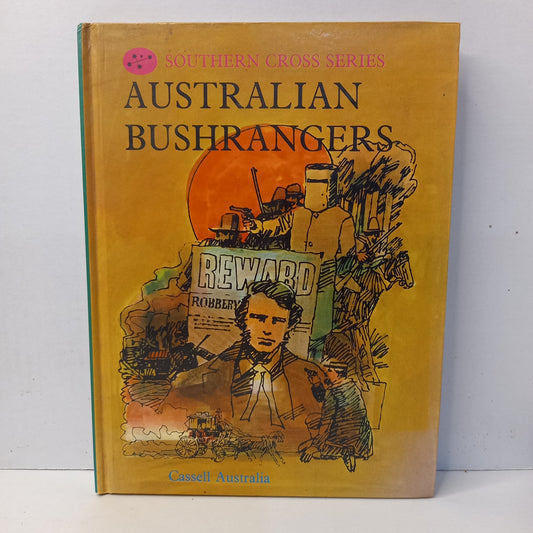 SOUTHERN CROSS SERIES
AUSTRALIAN
BUSHRANGERS
REWARD
ROBBERY
Cassell Australia